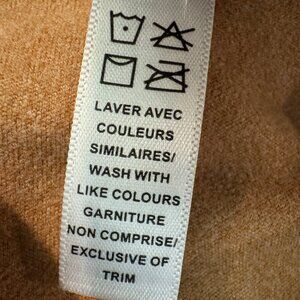 LAVER AVEC
COULEURS
SIMILAIRES/
WASH WITH
LIKE COLOURS
GARNITURE
NON COMPRISE/
EXCLUSIVE OF
TRIM